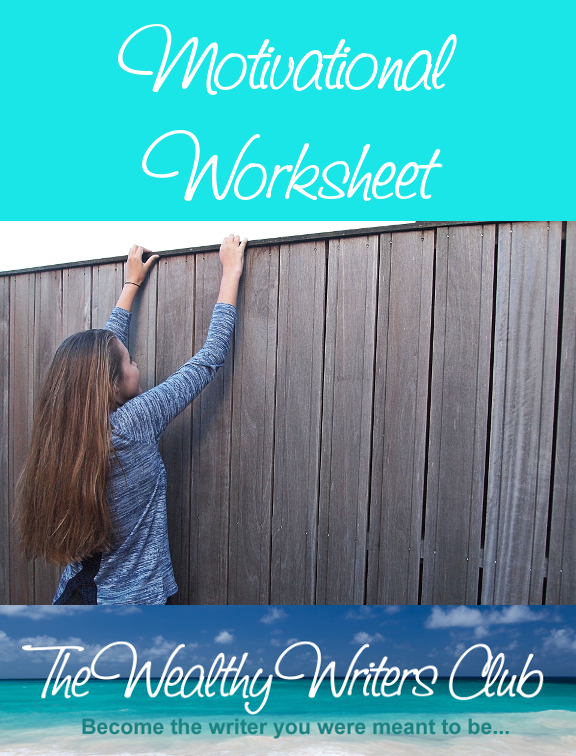 Motivational
Worksheet
The Wealthy Writers Club
Become the writer you were meant to be...